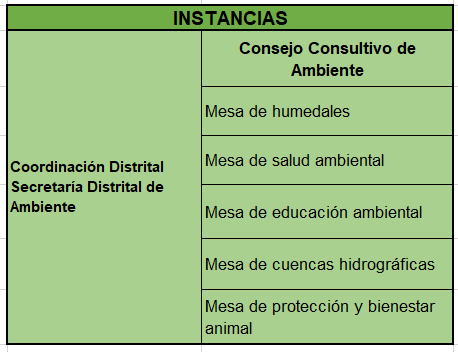 INSTANCIAS
Coordinación Distrital
Secretaría Distrital de
Ambiente
Consejo Consultivo de
Ambiente
Mesa de humedales
Mesa de salud ambiental
Mesa de educación ambiental
Mesa de cuencas hidrográficas
Mesa de protección y bienestar
animal